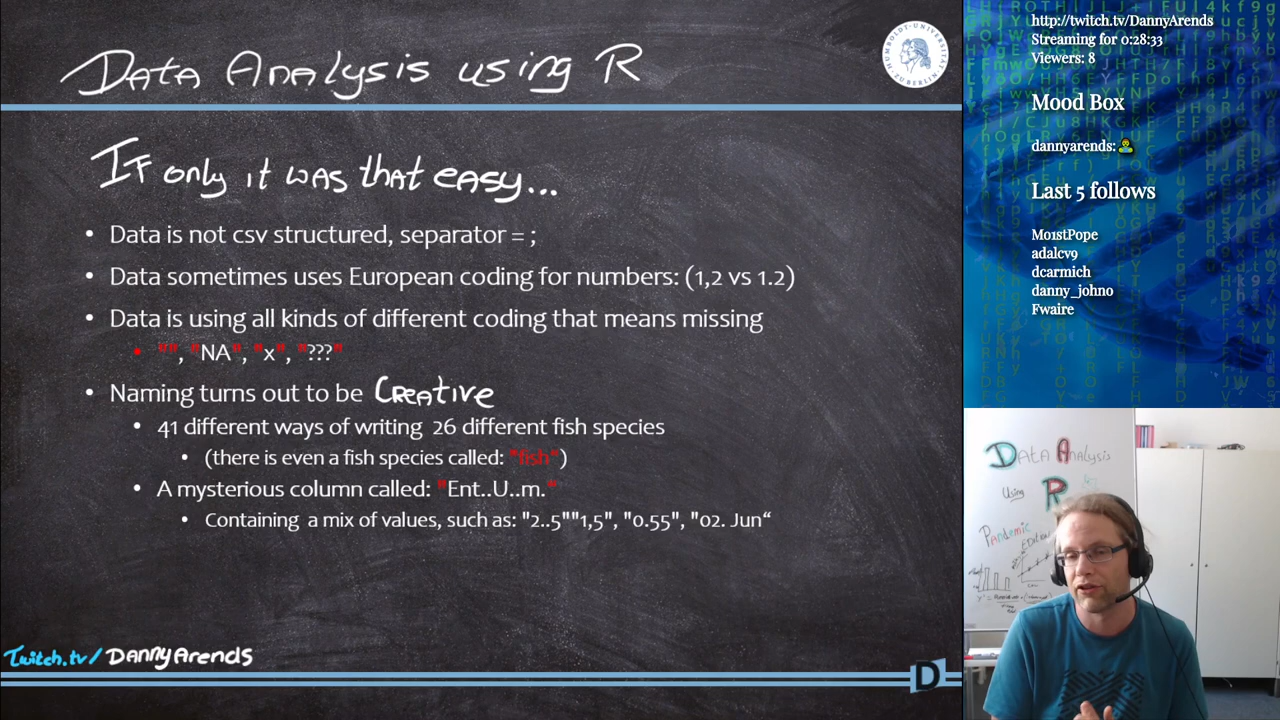 Data Analysis using R
HUMBOLDT-UNIVERSITÄT ZU BERLIN
If only it was that easy...
• Data is not csv structured, separator = ;
• Data sometimes uses European coding for numbers: (1,2 vs 1.2)
• Data is using all kinds of different coding that means missing
• "", "NA", "x", "???"
• Naming turns out to be Creative
• 41 different ways of writing 26 different fish species
• (there is even a fish species called: "fish")
• A mysterious column called: "Ent..U..m."
• Containing a mix of values, such as: "2..5""1,5", "0.55", "02. Jun“
Twitch.tv/DannyArends
D
http://twitch.tv/DannyArends
Streaming for 0:28:33
Viewers: 8
Mood Box
dannyarends:
Last 5 follows
Mo1stPope
adalcv9
dcarmich
danny_johno
Fwaire
Data Analysis
Using R
Pandemic
Edition